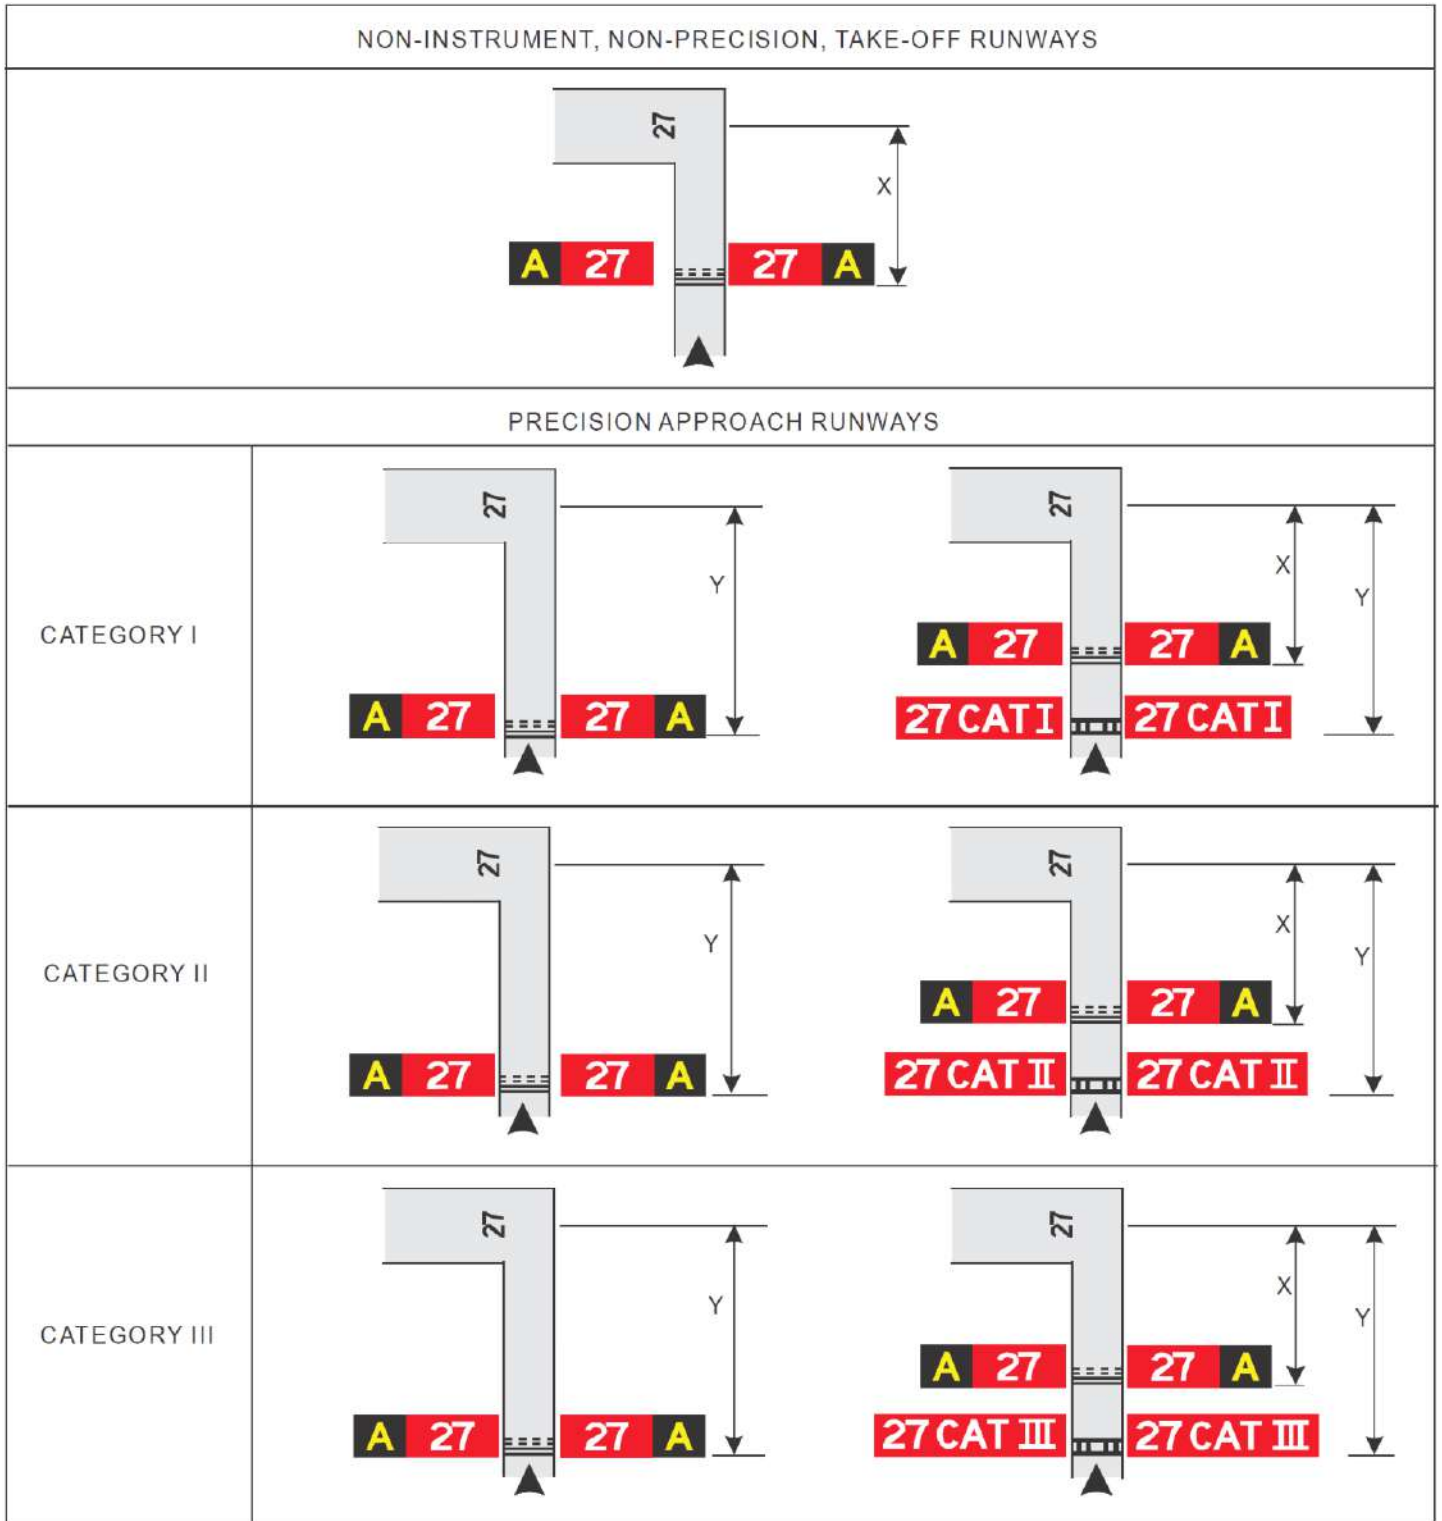 NON-INSTRUMENT, NON-PRECISION, TAKE-OFF RUNWAYS
27
X
A 27 27 A
PRECISION APPROACH RUNWAYS
CATEGORY I
27
Y
A 27 27 A
27
X
Y
A 27 27 A
27 CAT I 27 CAT I
CATEGORY II
27
Y
A 27 27 A
27
X
Y
A 27 27 A
27 CAT II 27 CAT II
CATEGORY III
27
Y
A 27 27 A
27
X
Y
A 27 27 A
27 CAT III 27 CAT III